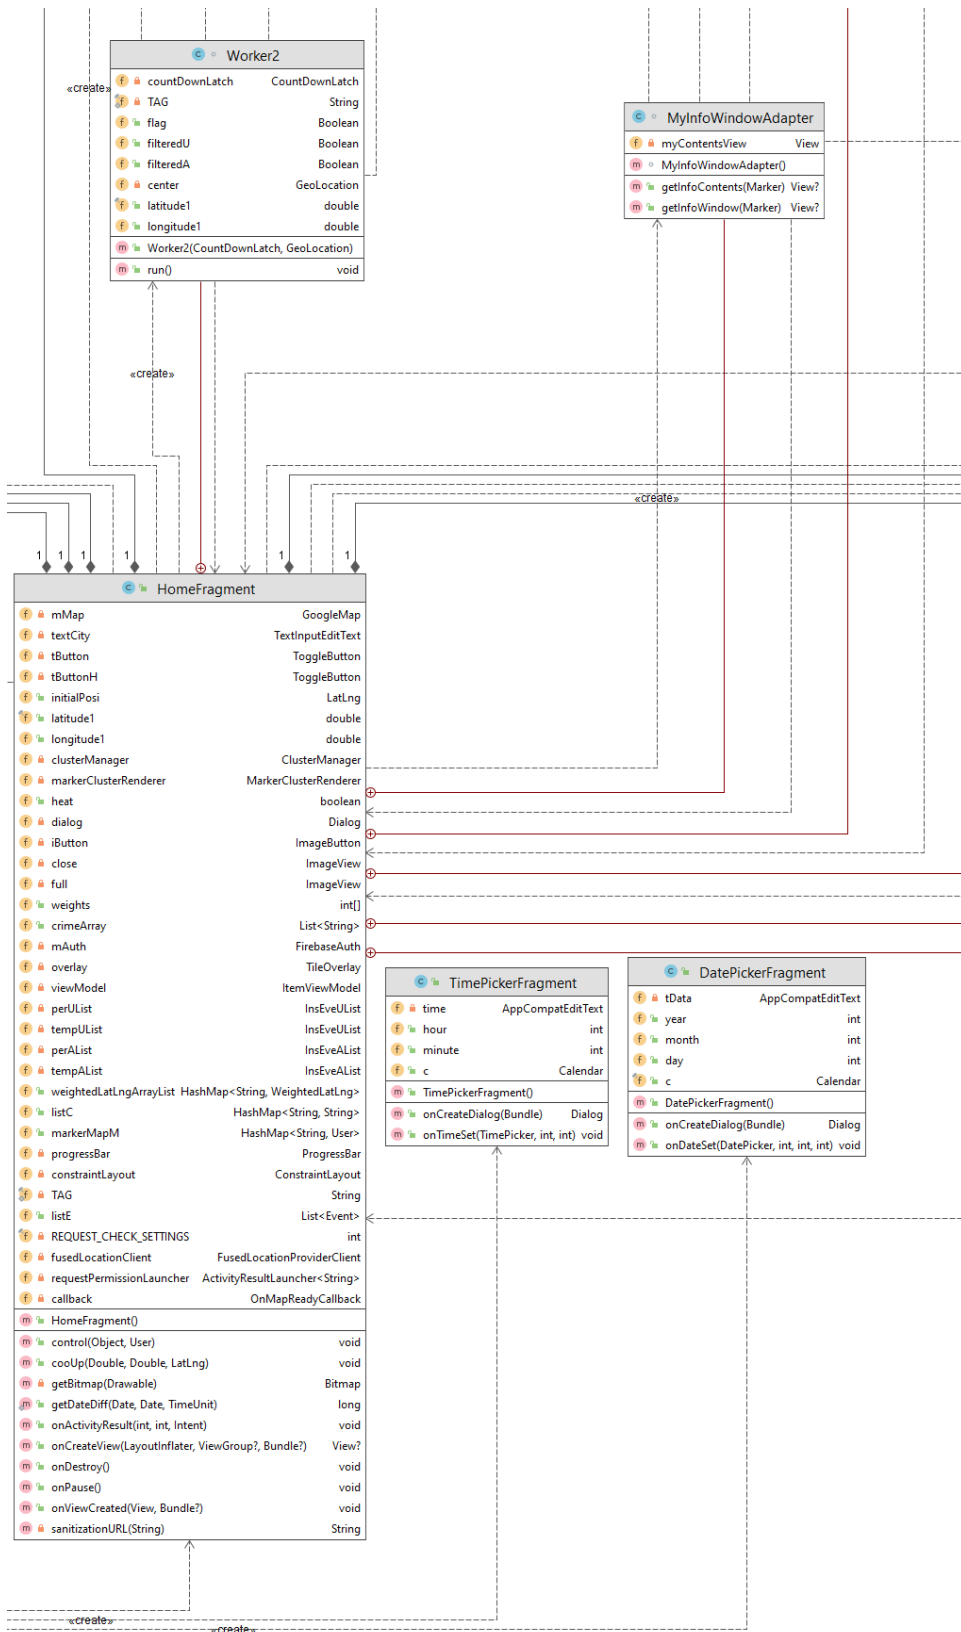 Worker2
«create»
countDownLatch CountDownLatch
TAG String
flag Boolean
filteredU Boolean
filteredA Boolean
center GeoLocation
latitude1 double
longitude1 double
Worker2(CountDownLatch, GeoLocation)
run() void
MyInfoWindowAdapter
myContentsView View
MyInfoWindowAdapter()
getInfoContents(Marker) View?
getInfoWindow(Marker) View?
«create»
«create»
1 1 1 1 1 1
HomeFragment
mMap GoogleMap
textCity TextInputEditText
tButton ToggleButton
tButtonH ToggleButton
initialPosi LatLng
latitude1 double
longitude1 double
clusterManager ClusterManager
markerClusterRenderer MarkerClusterRenderer
heat boolean
dialog Dialog
iButton ImageButton
close ImageView
full ImageView
weights int[]
crimeArray List<String>
mAuth FirebaseAuth
overlay TileOverlay
viewModel ItemViewModel
perUList InsEveUList
tempUList InsEveUList
perAList InsEveAList
tempAList InsEveAList
weightedLatLngArrayList HashMap<String, WeightedLatLng>
listC HashMap<String, String>
markerMapM HashMap<String, User>
progressBar ProgressBar
constraintLayout ConstraintLayout
TAG String
listE List<Event>
REQUEST_CHECK_SETTINGS int
fusedLocationClient FusedLocationProviderClient
requestPermissionLauncher ActivityResultLauncher<String>
callback OnMapReadyCallback
HomeFragment()
control(Object, User) void
cooUp(Double, Double, LatLng) void
getBitmap(Drawable) Bitmap
getDateDiff(Date, Date, TimeUnit) long
onActivityResult(int, int, Intent) void
onCreateView(LayoutInflater, ViewGroup?, Bundle?) View?
onDestroy() void
onPause() void
onViewCreated(View, Bundle?) void
sanitizationURL(String) String
TimePickerFragment
time AppCompatEditText
hour int
minute int
c Calendar
TimePickerFragment()
onCreateDialog(Bundle) Dialog
onTimeSet(TimePicker, int, int) void
DatePickerFragment
tData AppCompatEditText
year int
month int
day int
c Calendar
DatePickerFragment()
onCreateDialog(Bundle) Dialog
onDateSet(DatePicker, int, int, int) void
«create»
«create»